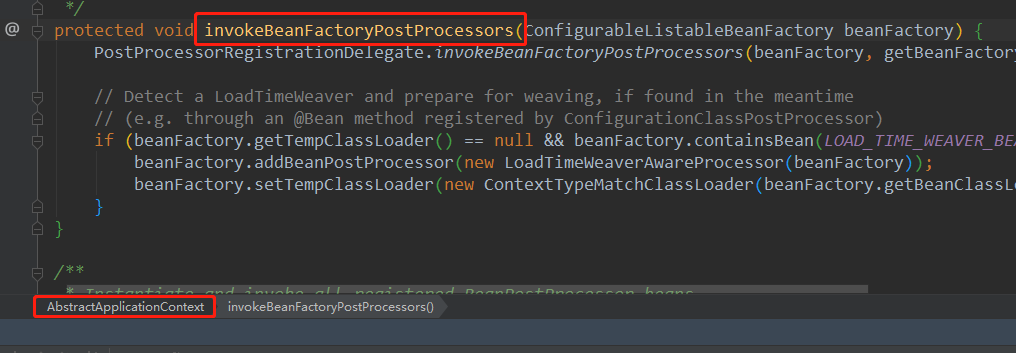 */
@ protected void invokeBeanFactoryPostProcessors(ConfigurableListableBeanFactory beanFactory) {
PostProcessorRegistrationDelegate.invokeBeanFactoryPostProcessors(beanFactory, getBeanFactory
// Detect a LoadTimeWeaver and prepare for weaving, if found in the meantime
// (e.g. through an @Bean method registered by ConfigurationClassPostProcessor)
if (beanFactory.getTempClassLoader() == null && beanFactory.containsBean(LOAD_TIME_WEAVER_BEA
beanFactory.addBeanPostProcessor(new LoadTimeWeaverAwareProcessor(beanFactory));
beanFactory.setTempClassLoader(new ContextTypeMatchClassLoader(beanFactory.getBeanClassLo
}
}
/**
* Instantiate and invoke all registered BeanPostProcessor beans
AbstractApplicationContext invokeBeanFactoryPostProcessors()